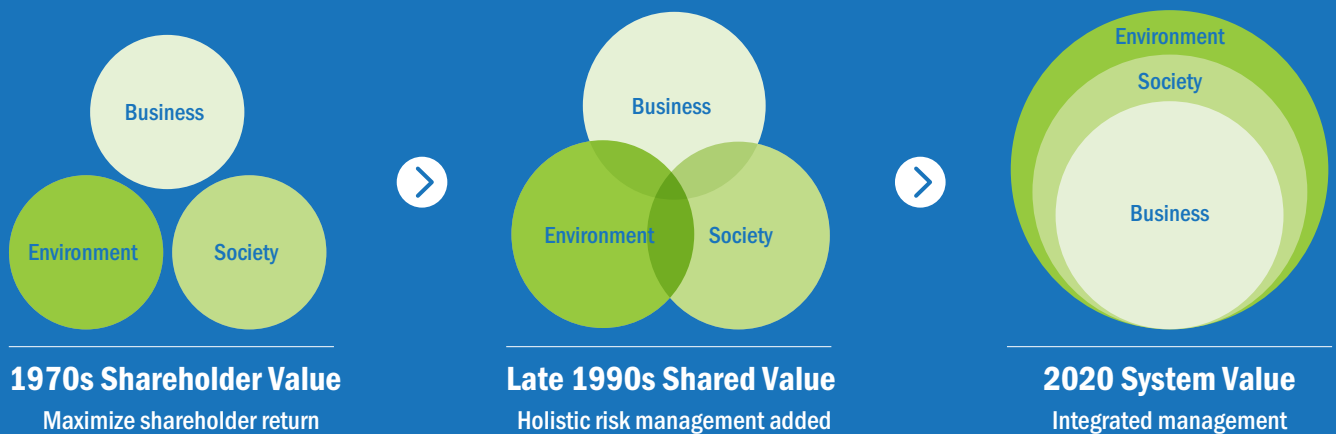 Business
Environment
Society
1970s Shareholder Value
Maximize shareholder return
Business
Environment
Society
Late 1990s Shared Value
Holistic risk management added
Environment
Society
Business
2020 System Value
Integrated management